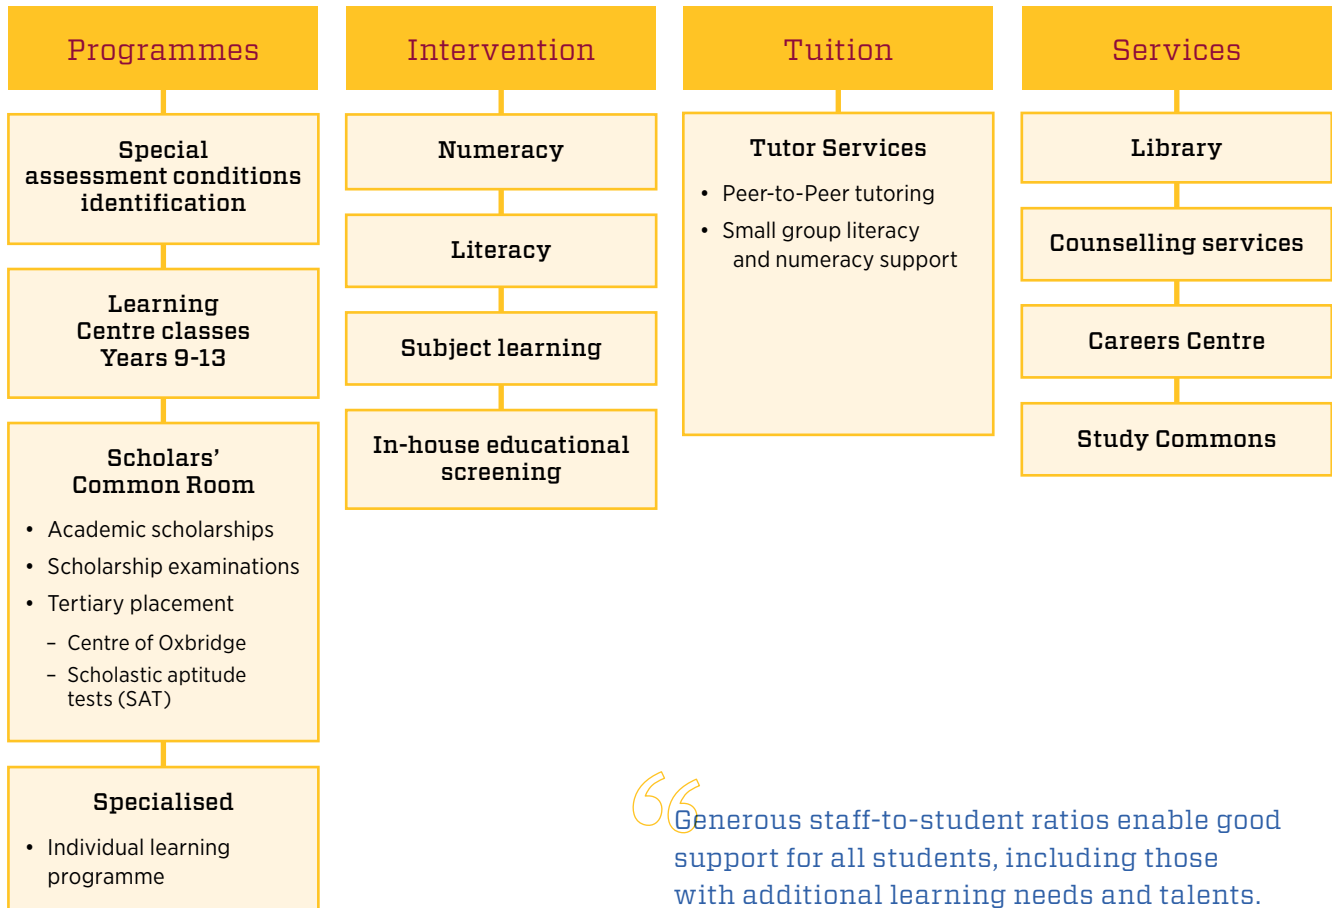 Programmes
Special
assessment conditions
identification
Learning
Centre classes
Years 9-13
Scholars’
Common Room
• Academic scholarships
• Scholarship examinations
• Tertiary placement
– Centre of Oxbridge
– Scholastic aptitude
tests (SAT)
Specialised
• Individual learning
programme
Intervention
Numeracy
Literacy
Subject learning
In-house educational
screening
Tuition
Tutor Services
• Peer-to-Peer tutoring
• Small group literacy
and numeracy support
Services
Library
Counselling services
Careers Centre
Study Commons
“Generous staff-to-student ratios enable good
support for all students, including those
with additional learning needs and talents.